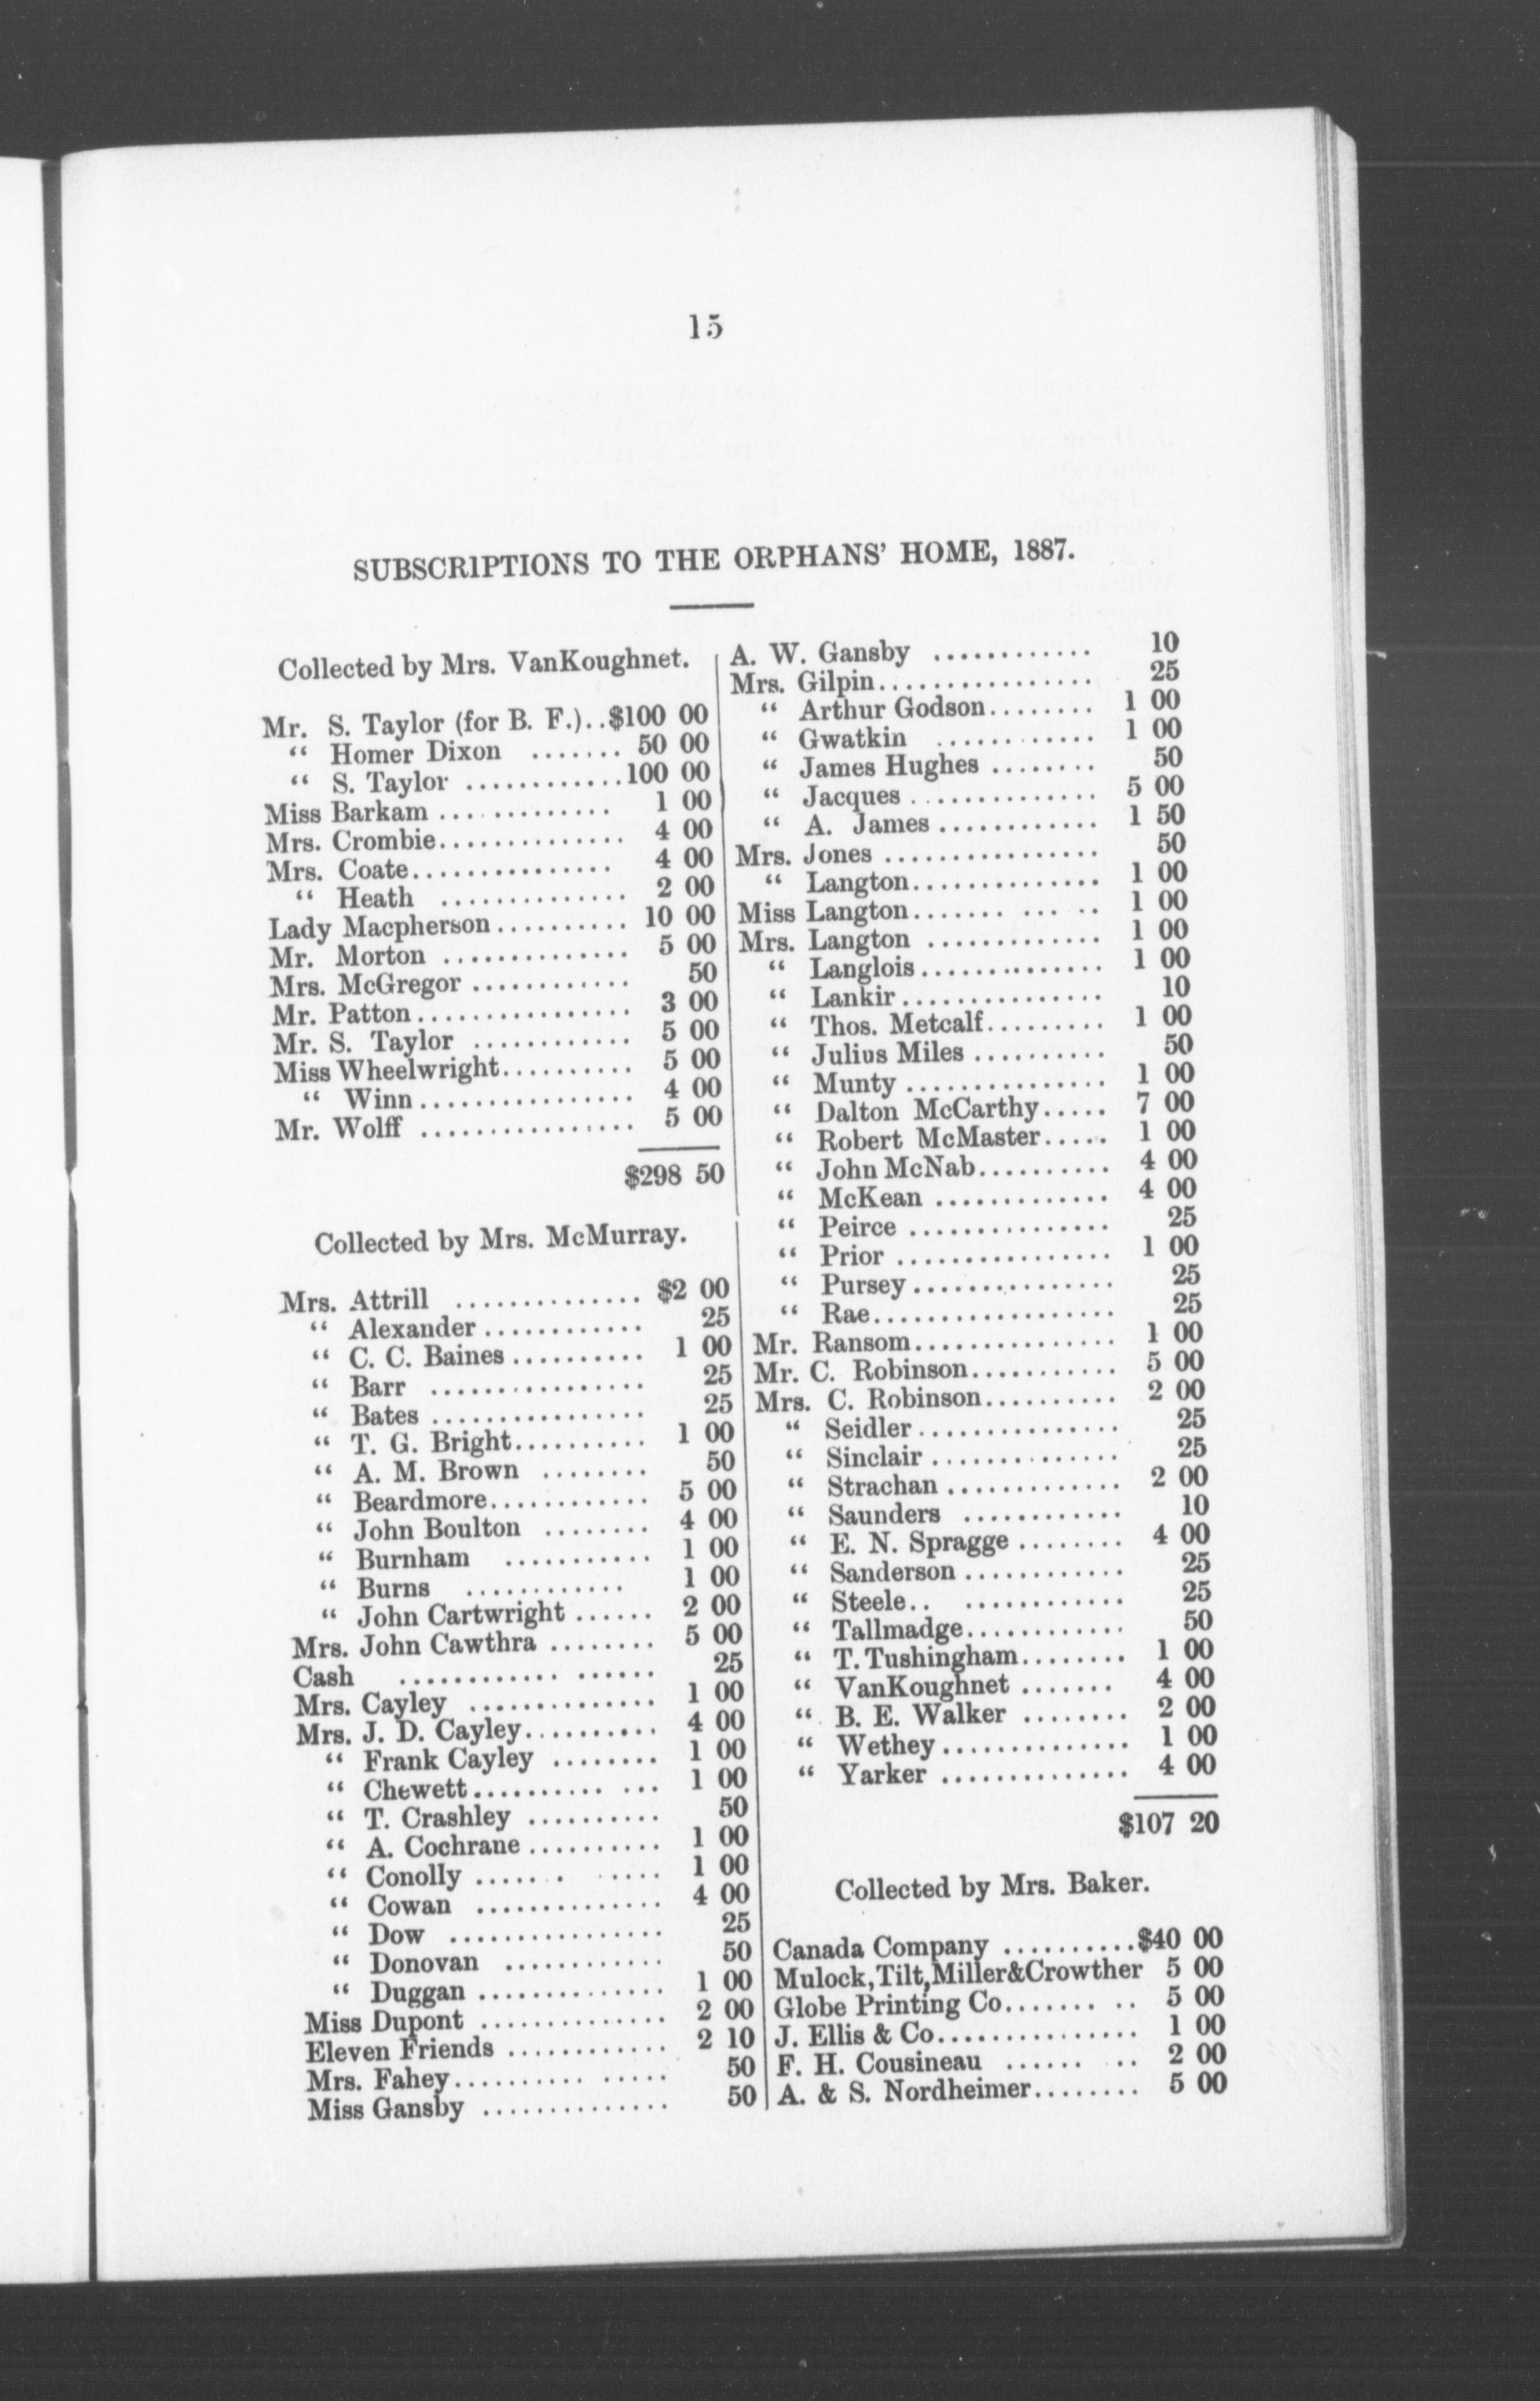 15
SUBSCRIPTIONS TO THE ORPHANS' HOME, 1887.
Collected by Mrs. VanKoughnet.
Mr. S. Taylor (for B. F.)..$100 00
“ Homer Dixon ....... 50 00
“ S. Taylor ............100 00
Miss Barkam ............. 1 00
Mrs. Crombie.............. 4 00
Mrs. Coate............... 4 00
“ Heath .............. 2 00
Lady Macpherson.......... 10 00
Mr. Morton .............. 5 00
Mrs. McGregor ............ 50
Mr. Patton................ 3 00
Mr. S. Taylor ............ 5 00
Miss Wheelwright.......... 5 00
“ Winn................ 4 00
Mr. Wolff ................ 5 00
$298 50
Collected by Mrs. McMurray.
Mrs. Attrill .............. $2 00
“ Alexander............ 25
“ C. C. Baines.......... 1 00
“ Barr ................ 25
“ Bates ................ 25
“ T. G. Bright.......... 1 00
“ A. M. Brown ........ 50
“ Beardmore............ 5 00
“ John Boulton ........ 4 00
“ Burnham ........... 1 00
“ Burns ............ 1 00
“ John Cartwright ...... 2 00
Mrs. John Cawthra ........ 5 00
Cash ............ ...... 25
Mrs. Cayley .............. 1 00
Mrs. J. D. Cayley.......... 4 00
“ Frank Cayley ........ 1 00
“ Chewett.......... ... 1 00
“ T. Crashley .......... 50
“ A. Cochrane.......... 1 00
“ Conolly ...... . .... 1 00
“ Cowan .............. 4 00
“ Dow ................ 25
“ Donovan ............ 50
“ Duggan .............. 1 00
Miss Dupont .............. 2 00
Eleven Friends ............ 2 10
Mrs. Fahey.......... ..... 50
Miss Gansby .............. 50
A. W. Gansby ............ 10
Mrs. Gilpin................ 25
“ Arthur Godson........ 1 00
“ Gwatkin ............ 1 00
“ James Hughes ........ 50
“ Jacques .............. 5 00
“ A. James ............ 1 50
Mrs. Jones ................ 50
“ Langton.............. 1 00
Miss Langton....... ... .. 1 00
Mrs. Langton ............. 1 00
“ Langlois.............. 1 00
“ Lankir............... 10
“ Thos. Metcalf......... 1 00
“ Julius Miles .......... 50
“ Munty ............... 1 00
“ Dalton McCarthy..... 7 00
“ Robert McMaster..... 1 00
“ John McNab.......... 4 00
“ McKean ............. 4 00
“ Peirce ............... 25
“ Prior ................ 1 00
“ Pursey............... 25
“ Rae.................. 25
Mr. Ransom............... 1 00
Mr. C. Robinson........... 5 00
Mrs. C. Robinson.......... 2 00
“ Seidler............... 25
“ Sinclair .............. 25
“ Strachan ............. 2 00
“ Saunders ............ 10
“ E. N. Spragge ........ 4 00
“ Sanderson ............ 25
“ Steele.. ............ 25
“ Tallmadge............ 50
“ T. Tushingham........ 1 00
“ VanKoughnet ....... 4 00
“ B. E. Walker ........ 2 00
“ Wethey.............. 1 00
“ Yarker .............. 4 00
$107 20
Collected by Mrs. Baker.
Canada Company ..........$40 00
Mulock,Tilt,Miller&Crowther 5 00
Globe Printing Co....... .. 5 00
J. Ellis & Co............... 1 00
F. H. Cousineau ...... .. 2 00
A. & S. Nordheimer........ 5 00